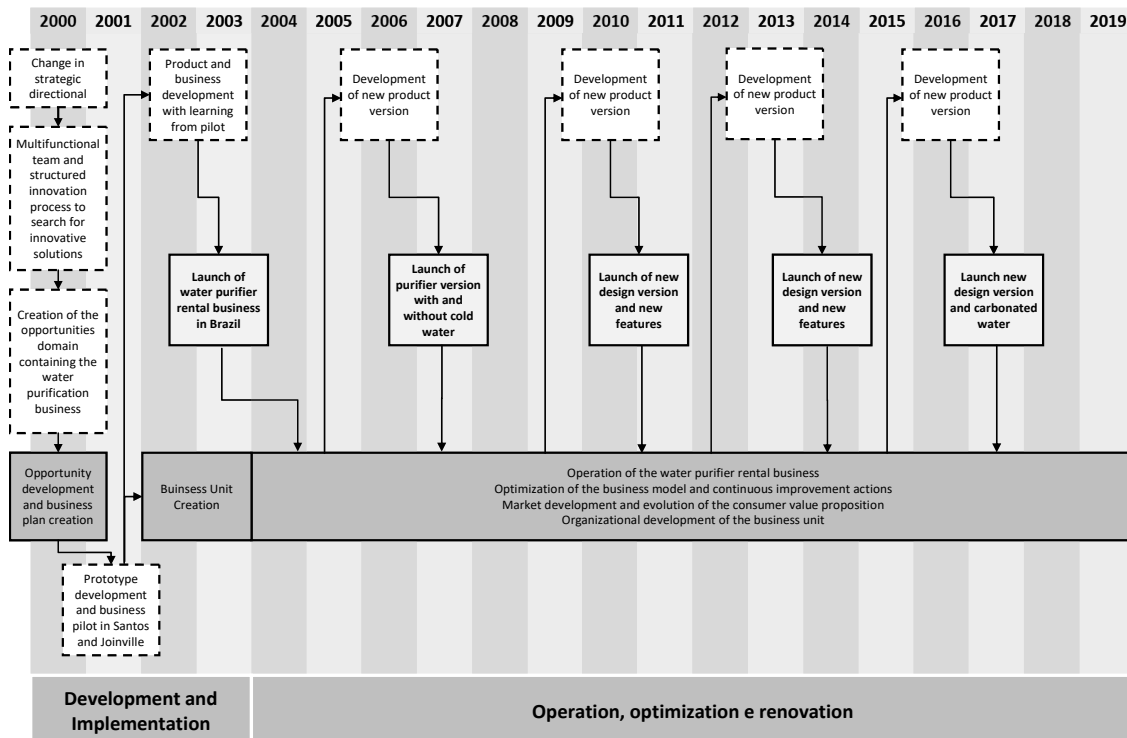 2000 2001 2002 2003 2004 2005 2006 2007 2008 2009 2010 2011 2012 2013 2014 2015 2016 2017 2018 2019
Change in
strategic
directional
Multifunctional
team and
structured
innovation
process to
search for
innovative
solutions
Creation of the
opportunities
domain
containing the
water
purification
business
Opportunity
development
and business
plan creation
Prototype
development
and business
pilot in Santos
and Joinville
Product and
business
development
with learning
from pilot
Launch of
water purifier
rental business
in Brazil
Buinsess Unit
Creation
Development
of new product
version
Launch of
purifier version
with and
without cold
water
Development
of new product
version
Launch of new
design version
and new
features
Development
of new product
version
Launch of new
design version
and new
features
Development
of new product
version
Launch new
design version
and carbonated
water
Operation of the water purifier rental business
Optimization of the business model and continuous improvement actions
Market development and evolution of the consumer value proposition
Organizational development of the business unit
Development and
Implementation
Operation, optimization e renovation